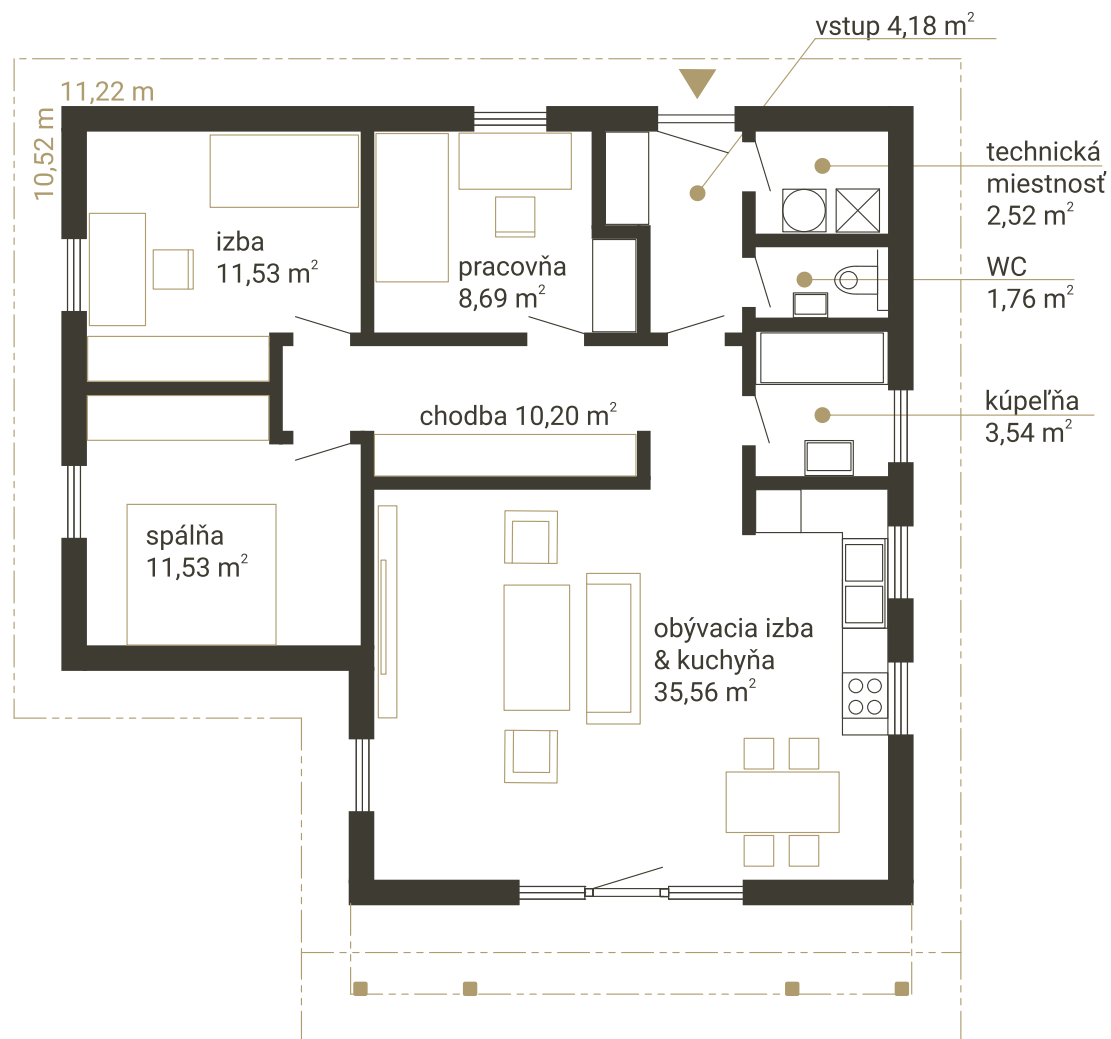 vstup 4,18 m²
11,22 m
10,52 m
technická
miestnosť
2,52 m²
izba
11,53 m²
pracovňa
8,69 m²
WC
1,76 m²
chodba 10,20 m²
kúpeľňa
3,54 m²
spálňa
11,53 m²
obývacia izba
& kuchyňa
35,56 m²